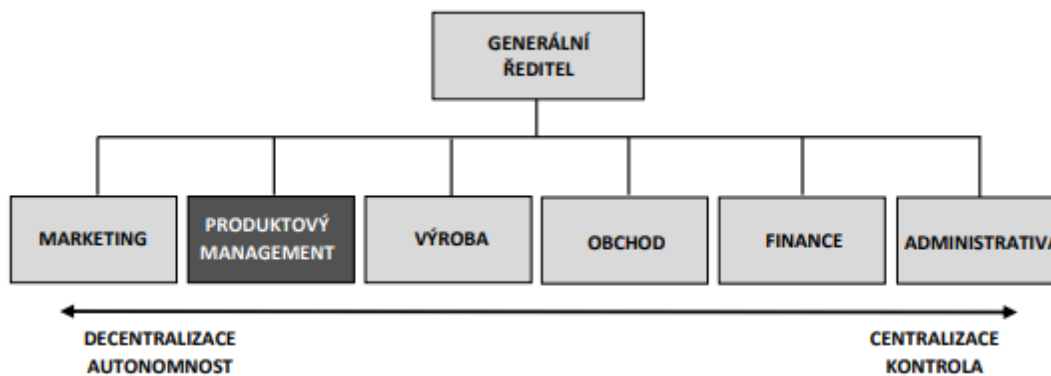 GENERÁLNÍ
ŘEDITEL
MARKETING
PRODUKTOVÝ
MANAGEMENT
VÝROBA
OBCHOD
FINANCE
ADMINISTRATIVA
DECENTRALIZACE
AUTONOMNOST
CENTRALIZACE
KONTROLA